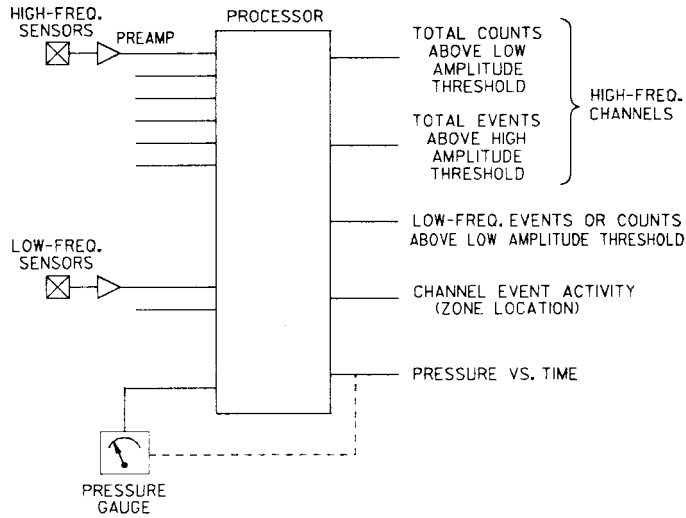 HIGH-FREQ.
SENSORS
PREAMP
PROCESSOR
TOTAL COUNTS
ABOVE LOW
AMPLITUDE
THRESHOLD
TOTAL EVENTS
ABOVE HIGH
AMPLITUDE
THRESHOLD
HIGH-FREQ.
CHANNELS
LOW-FREQ. EVENTS OR COUNTS
ABOVE LOW AMPLITUDE THRESHOLD
LOW-FREQ.
SENSORS
CHANNEL EVENT ACTIVITY
(ZONE LOCATION)
PRESSURE VS. TIME
PRESSURE
GAUGE